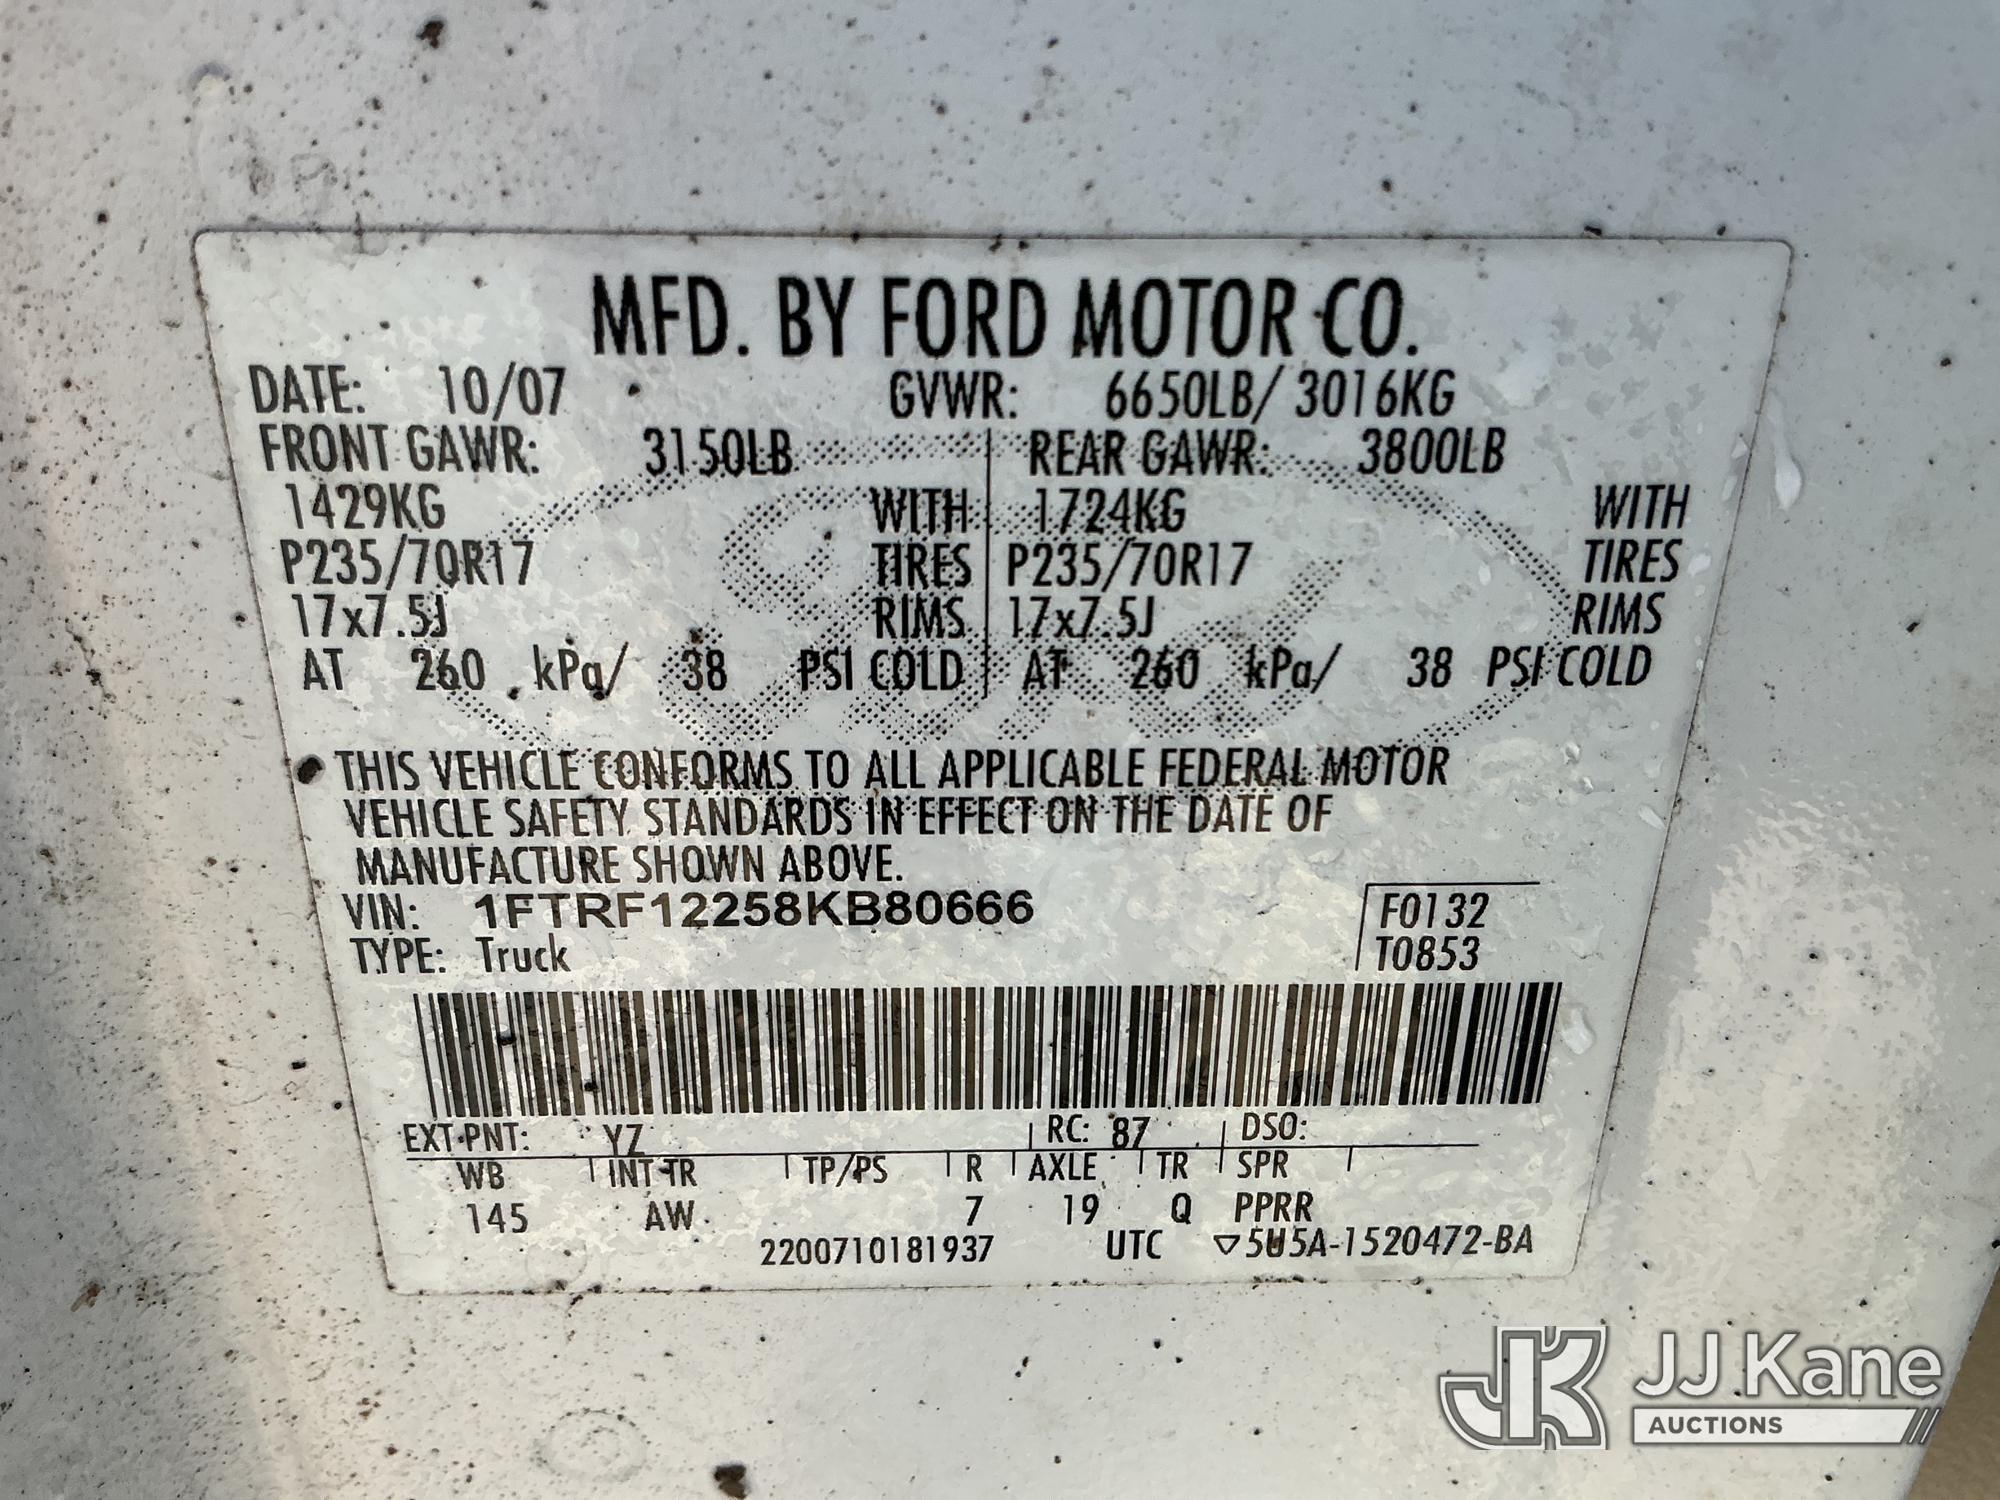 MFD. BY FORD MOTOR CO.
DATE: 10/07 GVWR: 6650LB/ 3016KG
FRONT GAWR: 3150LB REAR GAWR: 3800LB
1429KG WITH 1724KG WITH
P235/70R17 TIRES P235/70R17 TIRES
17x7.5J RIMS 17x7.5J RIMS
AT 260 kPa/ 38 PSI COLD AT 260 kPa/ 38 PSI COLD
THIS VEHICLE CONFORMS TO ALL APPLICABLE FEDERAL MOTOR
VEHICLE SAFETY STANDARDS IN EFFECT ON THE DATE OF
MANUFACTURE SHOWN ABOVE.
VIN: 1FTRF12258KB80666 F0132
TYPE: Truck T0853
EXT PNT: YZ RC: 87 DSO:
WB INT TR TP/PS R AXLE TR SPR
145 AW 7 19 Q PPRR
2200710181937 UTC ▽5U5A-1520472-BA
JJ Kane
AUCTIONS